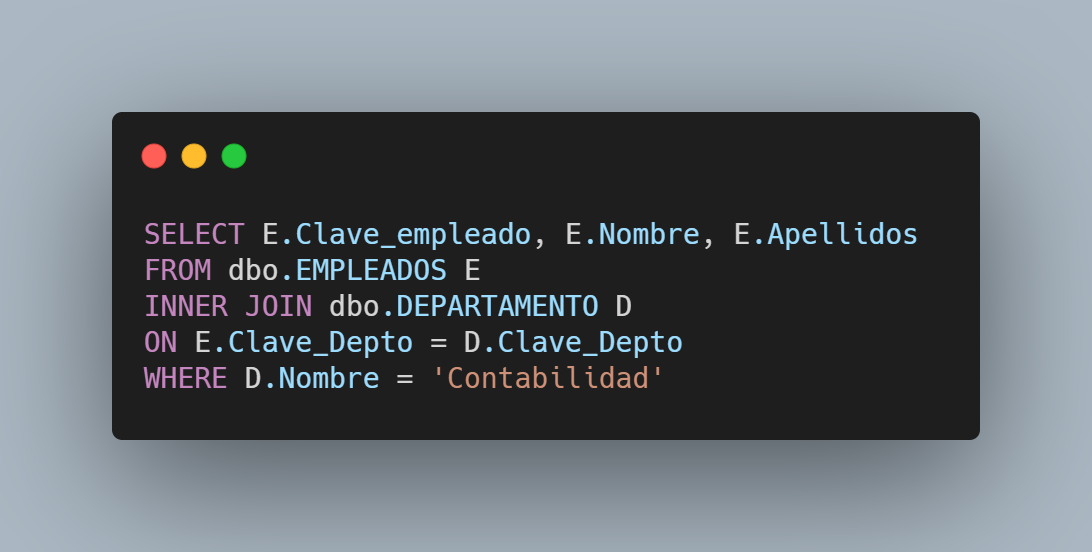 SELECT E.Clave_empleado, E.Nombre, E.Apellidos
FROM dbo.EMPLEADOS E
INNER JOIN dbo.DEPARTAMENTO D
ON E.Clave_Depto = D.Clave_Depto
WHERE D.Nombre = 'Contabilidad'